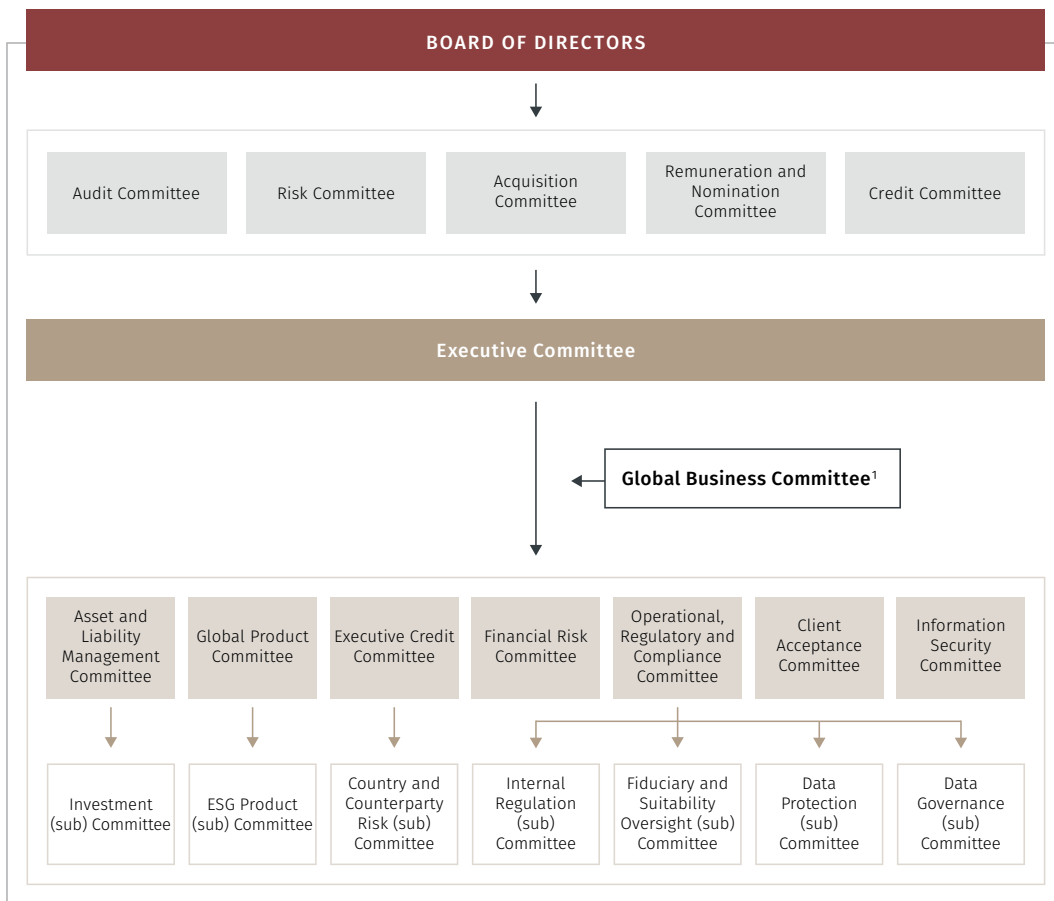 BOARD OF DIRECTORS
Audit Committee
Risk Committee
Acquisition
Committee
Remuneration and
Nomination
Committee
Credit Committee
Executive Committee
Global Business Committee¹
Asset and
Liability
Management
Committee
Global Product
Committee
Executive Credit
Committee
Financial Risk
Committee
Operational,
Regulatory and
Compliance
Committee
Client
Acceptance
Committee
Information
Security
Committee
Investment
(sub) Committee
ESG Product
(sub) Committee
Country and
Counterparty
Risk (sub)
Committee
Internal
Regulation
(sub)
Committee
Fiduciary and
Suitability
Oversight (sub)
Committee
Data
Protection
(sub)
Committee
Data
Governance
(sub)
Committee